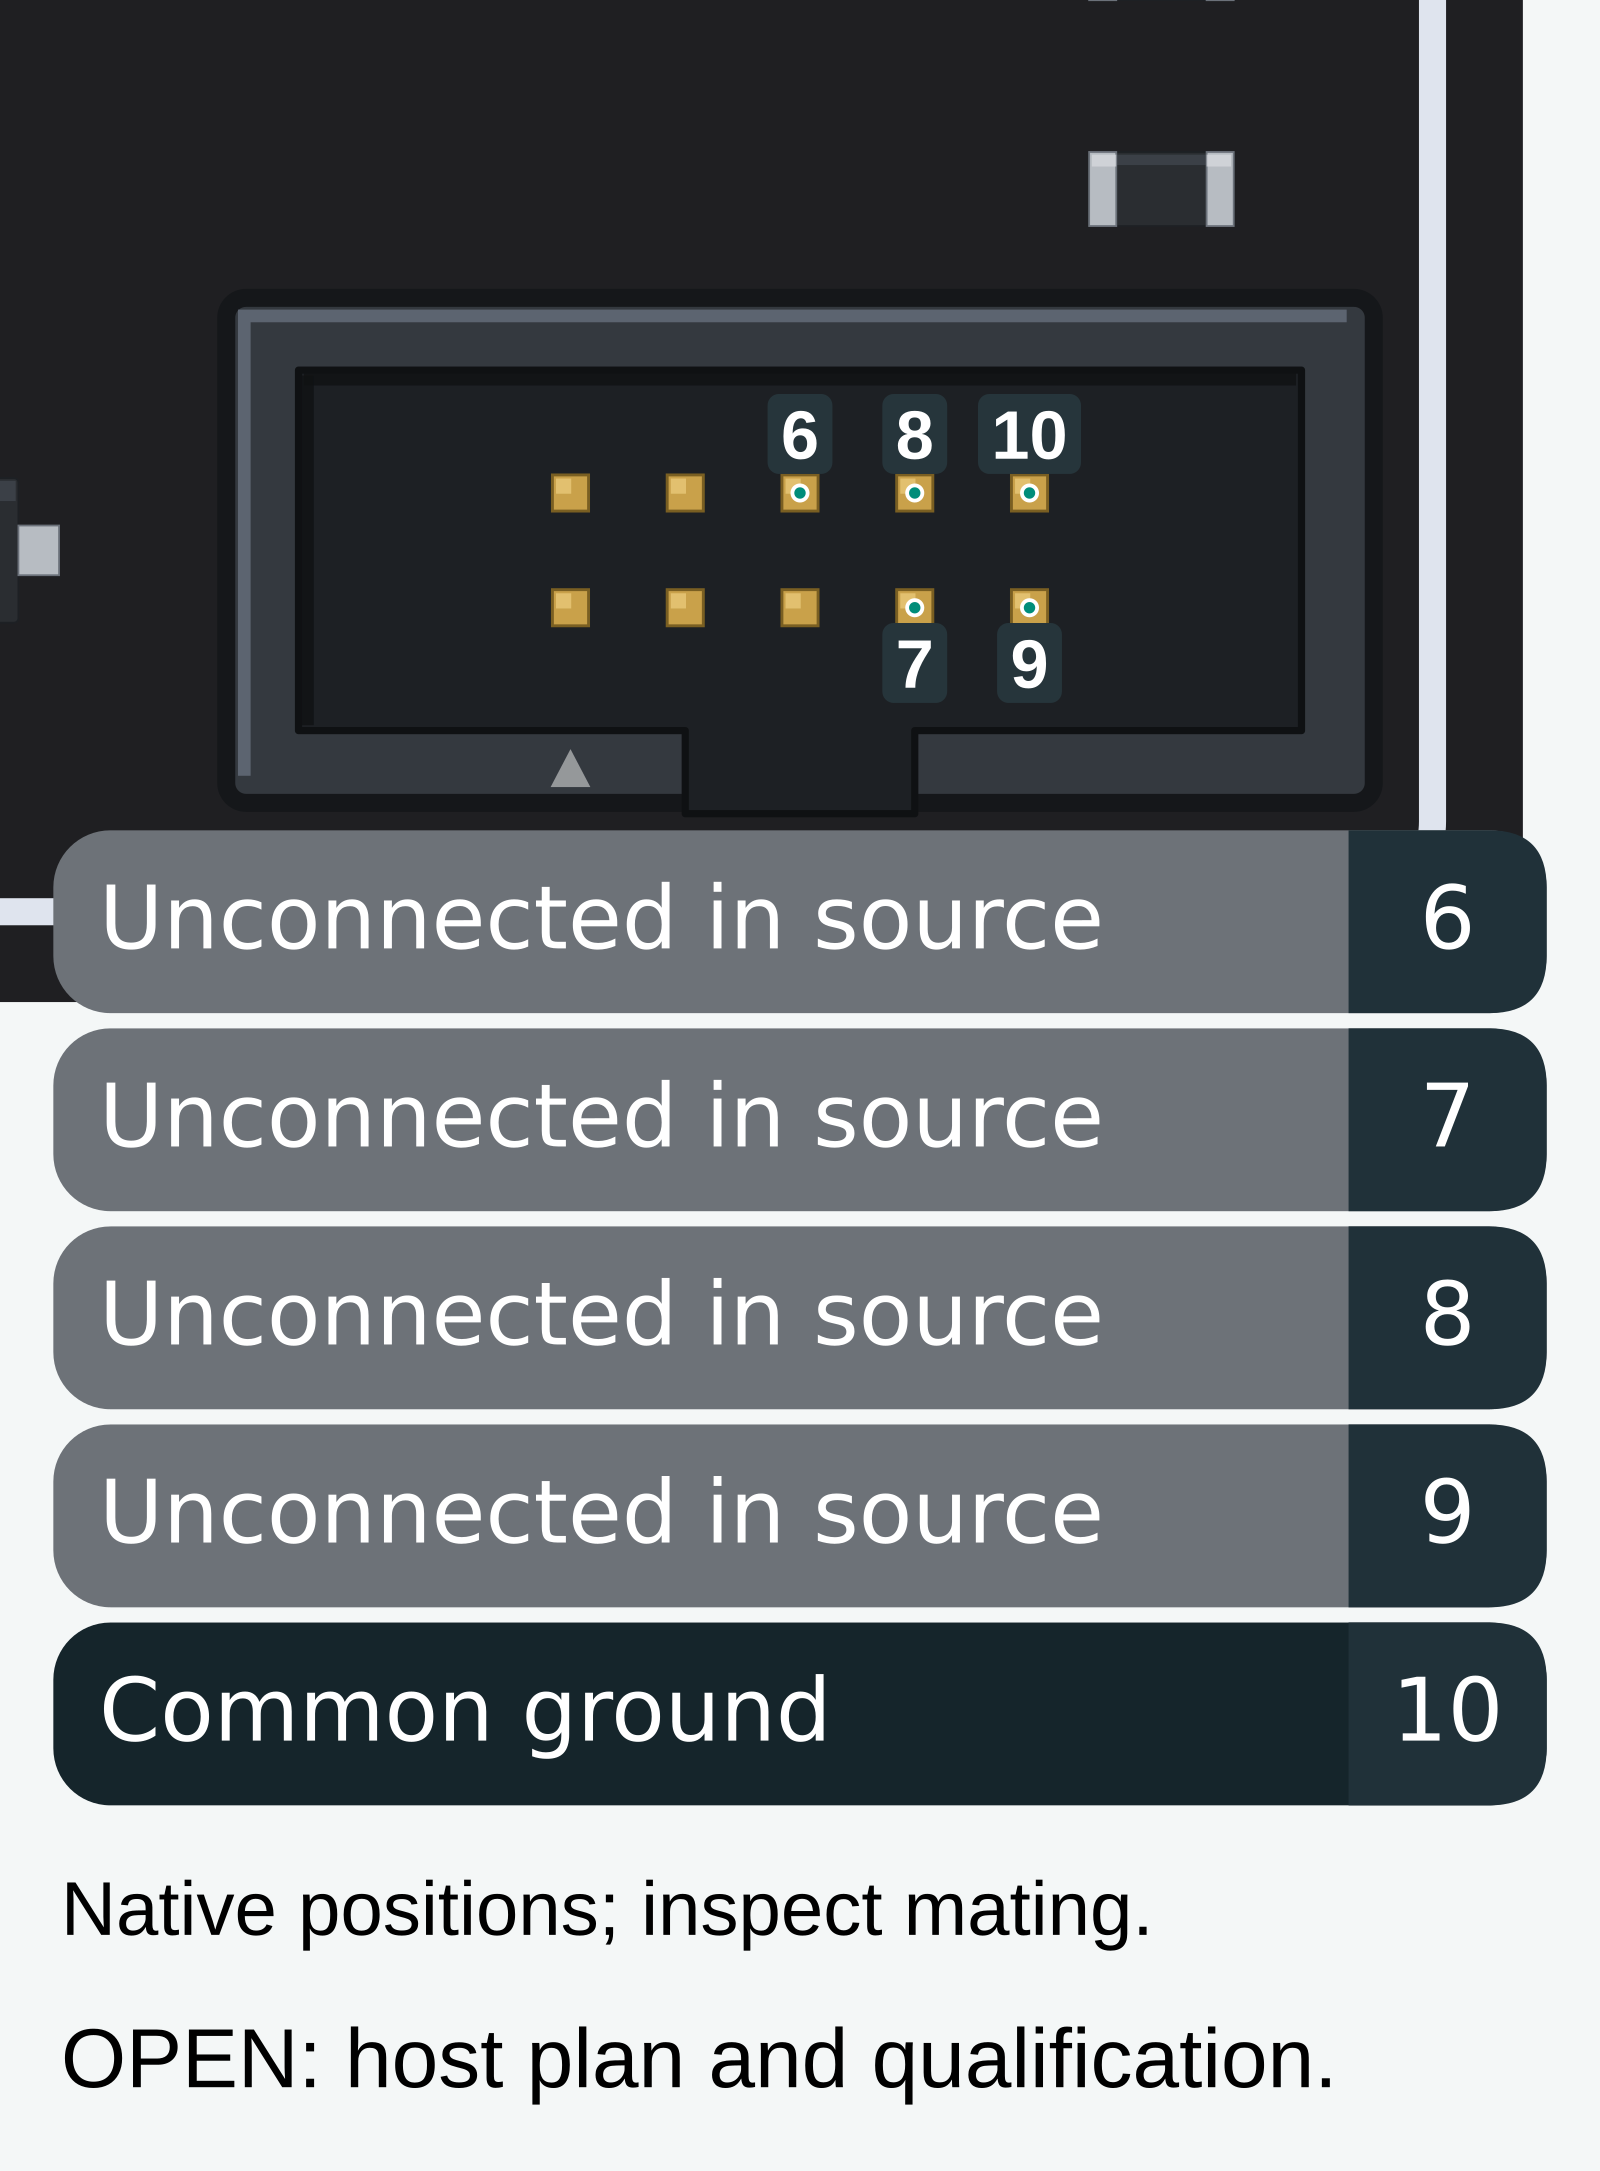 6 8 10
7 9
Unconnected in source 6
Unconnected in source 7
Unconnected in source 8
Unconnected in source 9
Common ground 10
Native positions; inspect mating.
OPEN: host plan and qualification.